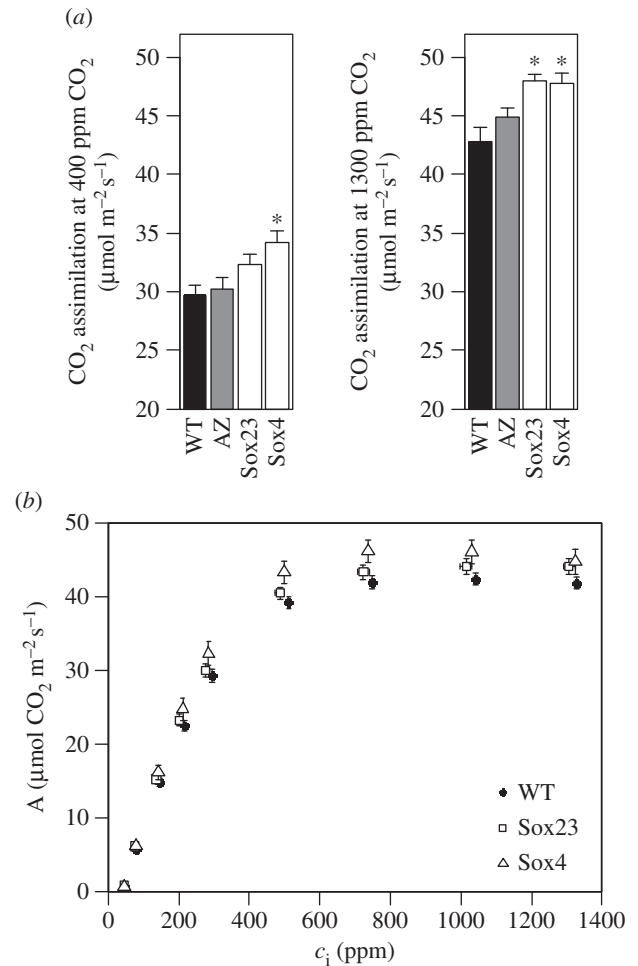 (a)
CO₂ assimilation at 400 ppm CO₂
(µmol m⁻² s⁻¹)
50
45
40
35
30
25
20
*
WT
AZ
Sox23
Sox4
CO₂ assimilation at 1300 ppm CO₂
(µmol m⁻² s⁻¹)
50
45
40
35
30
25
20
* *
WT
AZ
Sox23
Sox4
(b)
A (µmol CO₂ m⁻² s⁻¹)
50
40
30
20
10
0
WT
Sox23
Sox4
0 200 400 600 800 1000 1200 1400
cᵢ (ppm)